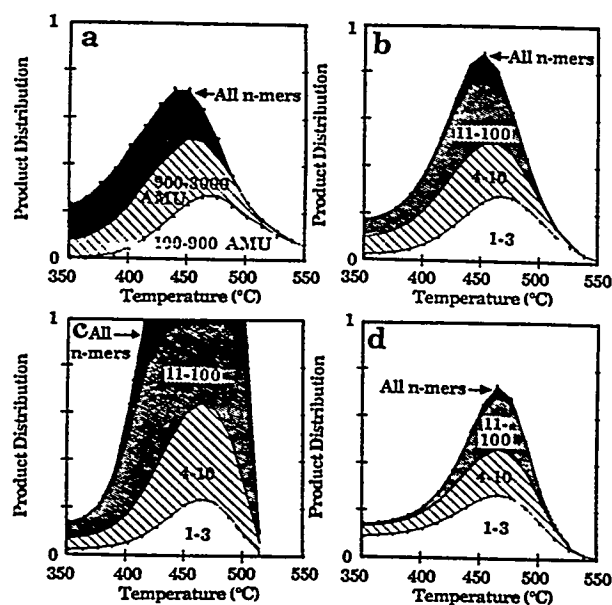 a
Product Distribution
1
0
All n-mers
900-3000
AMU
100-900 AMU
350 400 450 500 550
Temperature (°C)
b
Product Distribution
1
0
All n-mers
11-100
4-10
1-3
350 400 450 500 550
Temperature (°C)
c
Product Distribution
1
0
All
n-mers
11-100
4-10
1-3
350 400 450 500 550
Temperature (°C)
d
Product Distribution
1
0
All n-mers
11-
100
4-10
1-3
350 400 450 500 550
Temperature (°C)